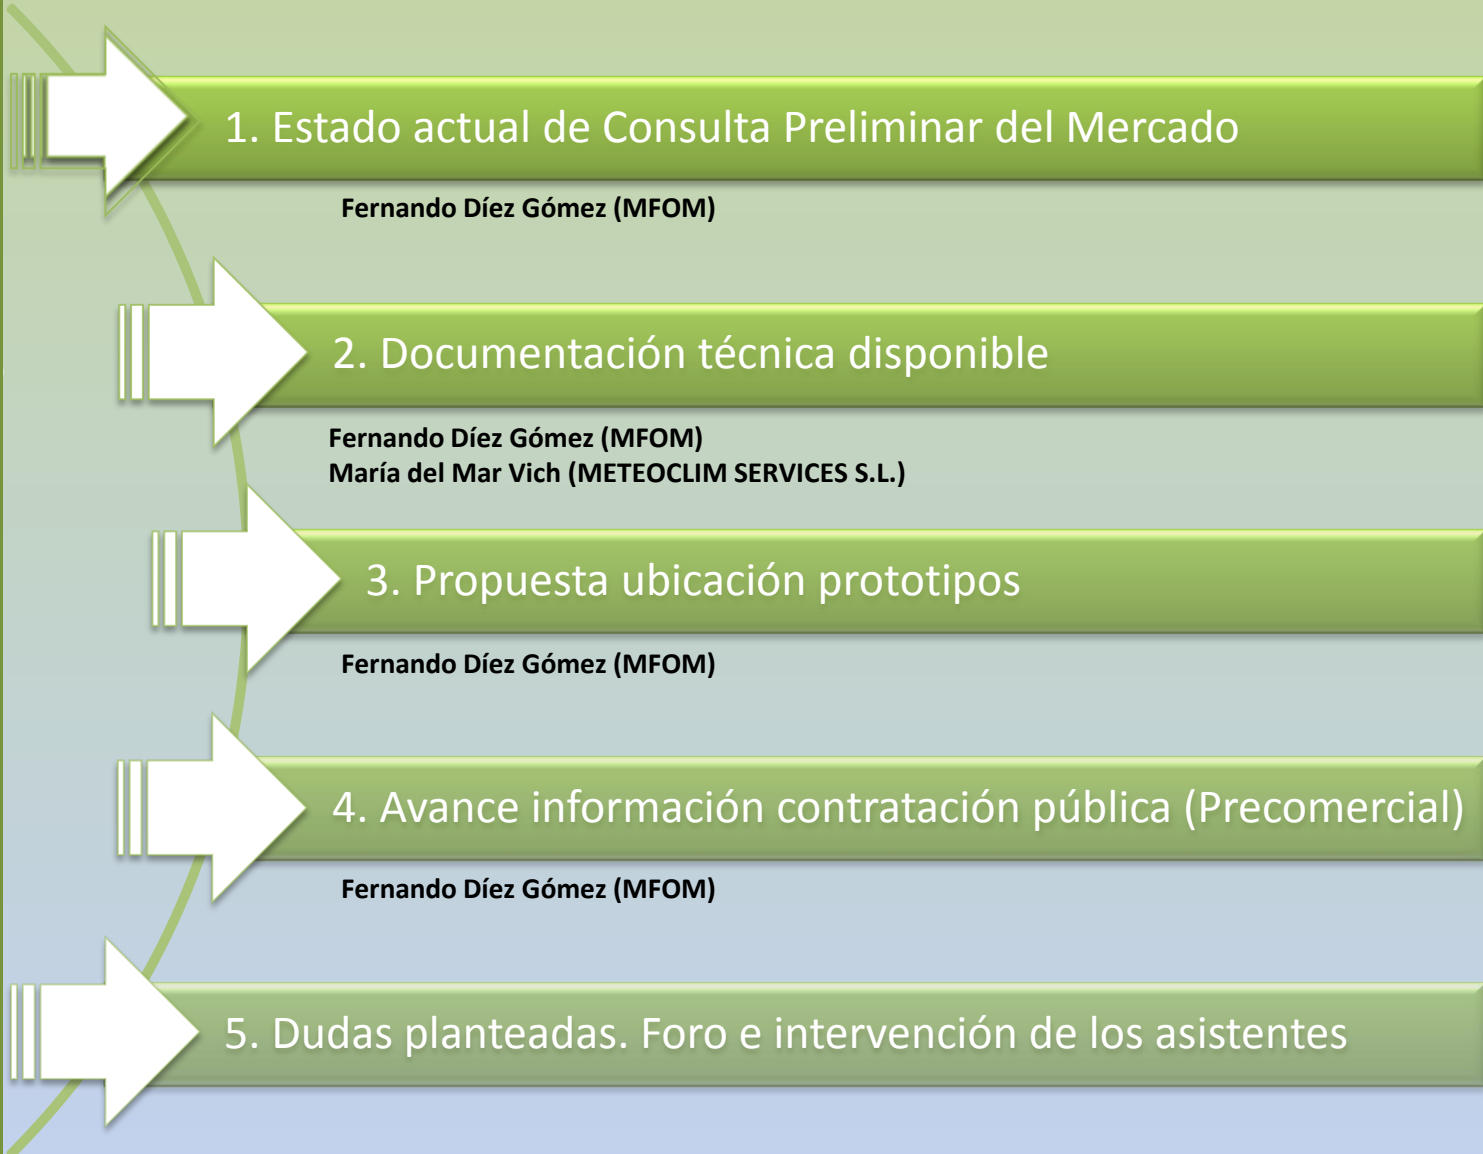 1. Estado actual de Consulta Preliminar del Mercado
Fernando Díez Gómez (MFOM)
2. Documentación técnica disponible
Fernando Díez Gómez (MFOM)
María del Mar Vich (METEOCLIM SERVICES S.L.)
3. Propuesta ubicación prototipos
Fernando Díez Gómez (MFOM)
4. Avance información contratación pública (Precomercial)
Fernando Díez Gómez (MFOM)
5. Dudas planteadas. Foro e intervención de los asistentes